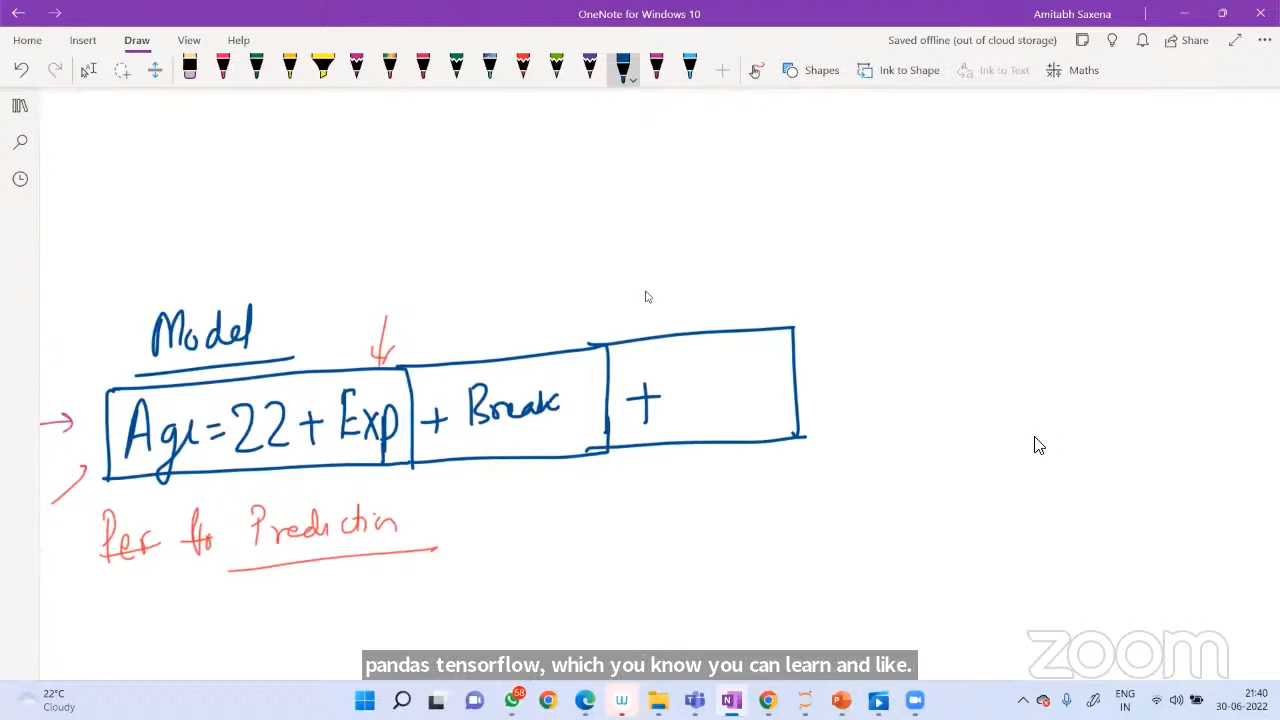 OneNote for Windows 10
Amitabh Saxena
Home Insert Draw View Help
Saved offline (out of cloud storage)
Share
Shapes
Ink to Shape
Ink to Text
Maths
Model
Age = 22 + Exp + Break +
Per to Prediction
pandas tensorflow, which you know you can learn and like.
zoom
22°C
Cloudy
58
ENG
IN
21:40
30-06-2022